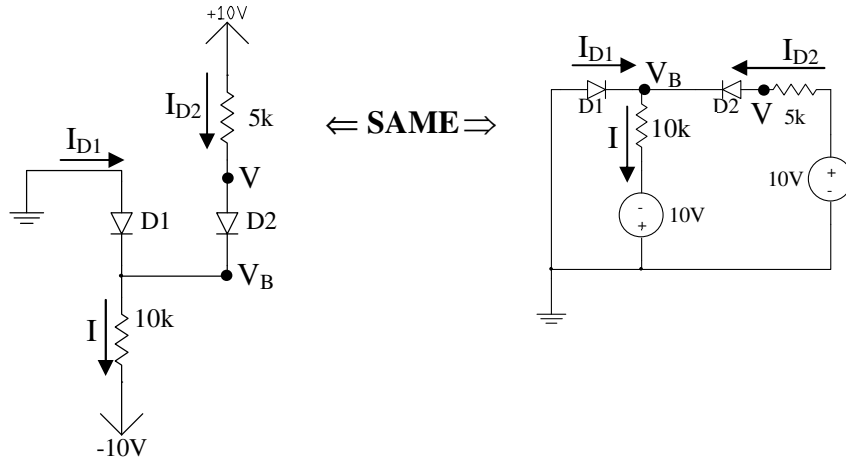 +10V
I_D2
5k
I_D1
V
D1
D2
V_B
I
10k
-10V
⇐ SAME ⇒
I_D1
I_D2
V_B
D1
D2
V
5k
I
10k
-
+
10V
10V
+
-